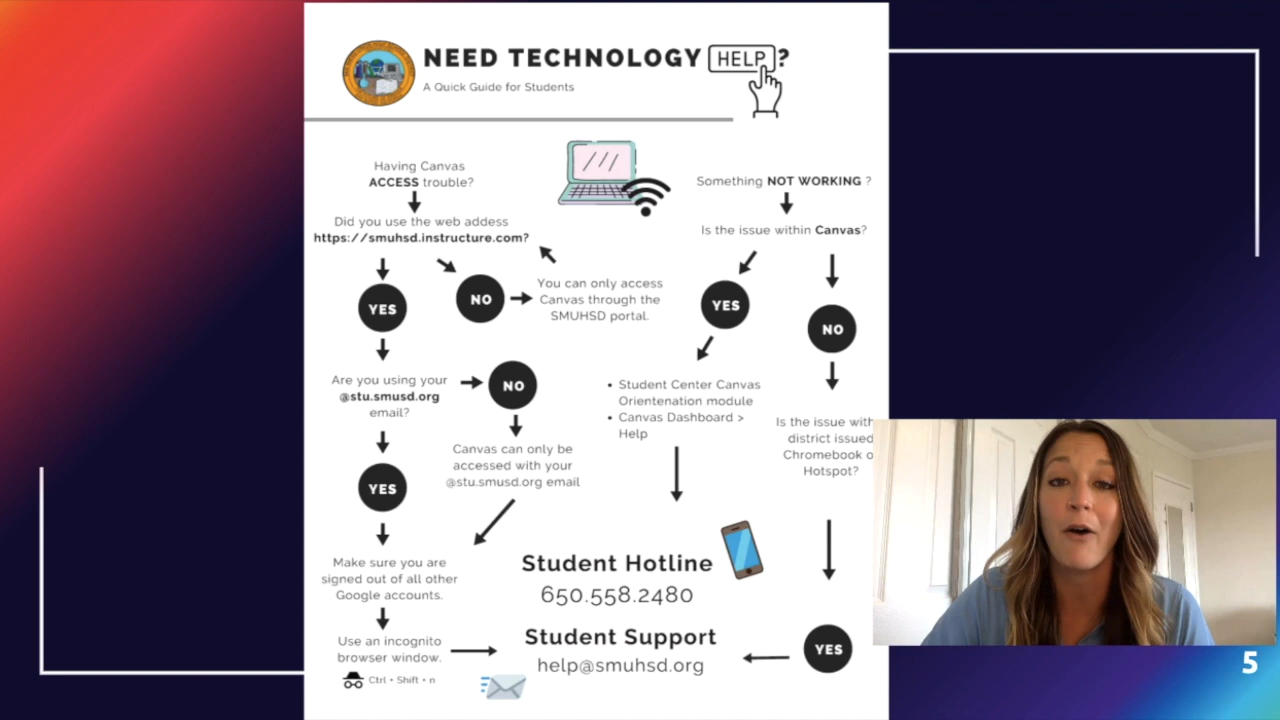 NEED TECHNOLOGY HELP ?
A Quick Guide for Students
Having Canvas
ACCESS trouble?
Did you use the web addess
https://smuhsd.instructure.com?
YES
NO
You can only access
Canvas through the
SMUHSD portal.
Are you using your
@stu.smusd.org
email?
NO
Canvas can only be
accessed with your
@stu.smusd.org email
YES
Make sure you are
signed out of all other
Google accounts.
Use an incognito
browser window.
Ctrl + Shift + n
Something NOT WORKING ?
Is the issue within Canvas?
YES
NO
• Student Center Canvas
Orientenation module
• Canvas Dashboard >
Help
Is the issue with
district issued
Chromebook o
Hotspot?
YES
Student Hotline
650.558.2480
Student Support
help@smuhsd.org
5